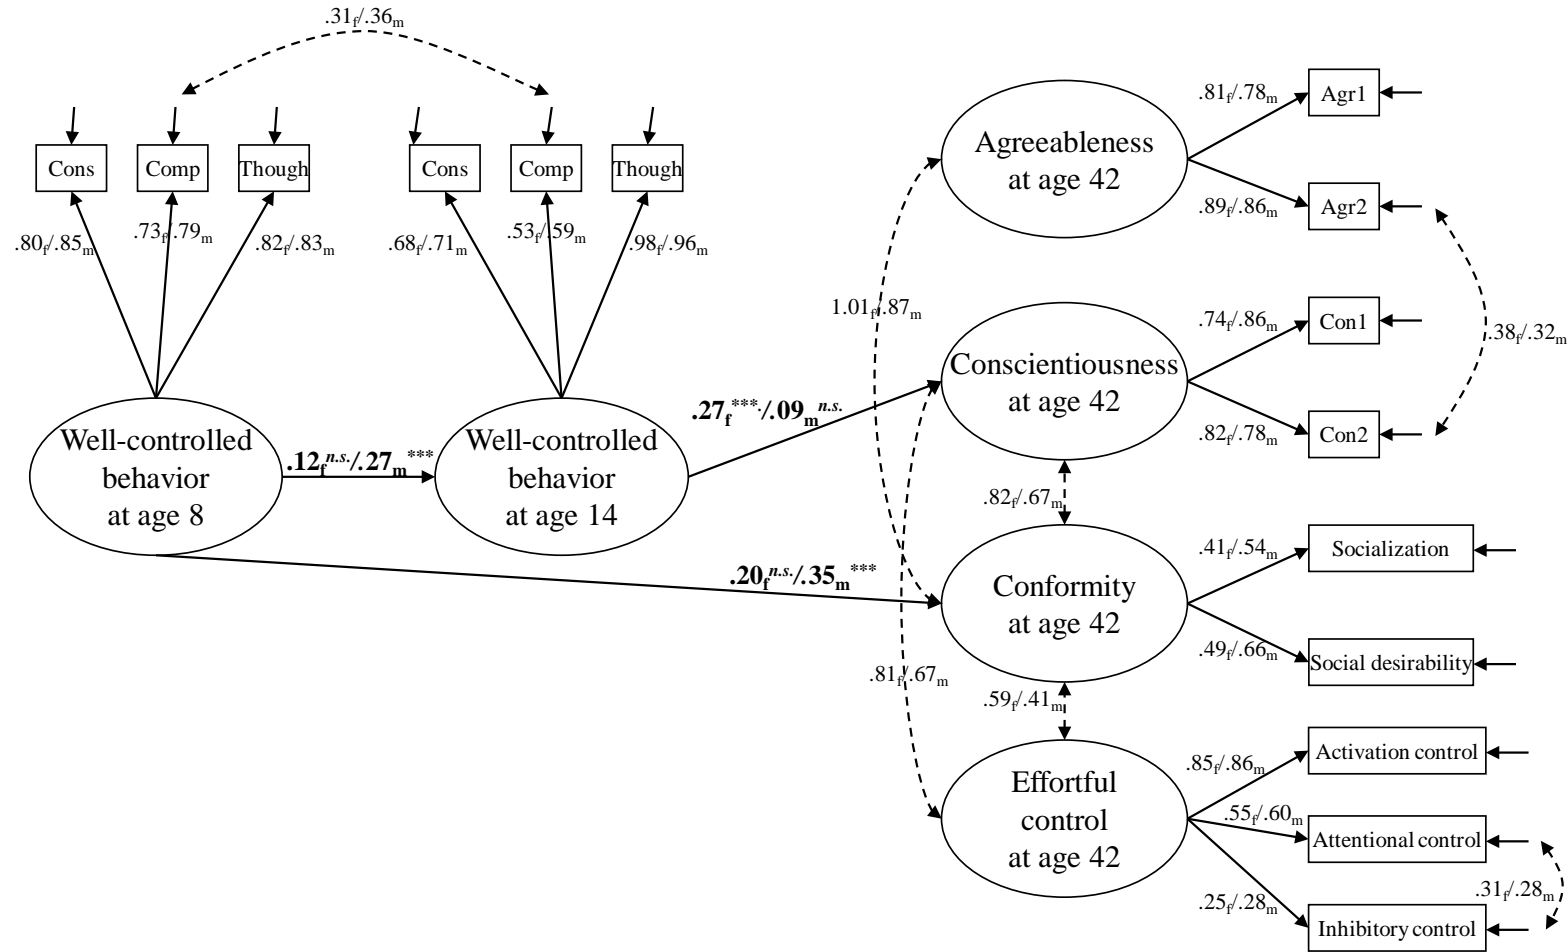 .31f/.36m
Cons
Comp
Though
Cons
Comp
Though
.80f/.85m
.73f/.79m
.82f/.83m
.68f/.71m
.53f/.59m
.98f/.96m
Well-controlled
behavior
at age 8
.12f n.s./.27m ***
Well-controlled
behavior
at age 14
.27f ***./.09m n.s.
.20f n.s./.35m ***
1.01f/.87m
.81f/.67m
Agreeableness
at age 42
.81f/.78m
Agr1
.89f/.86m
Agr2
Conscientiousness
at age 42
.74f/.86m
Con1
.82f/.78m
Con2
.38f/.32m
.82f/.67m
Conformity
at age 42
.41f/.54m
Socialization
.49f/.66m
Social desirability
.59f/.41m
Effortful
control
at age 42
.85f/.86m
Activation control
.55f/.60m
Attentional control
.25f/.28m
Inhibitory control
.31f/.28m